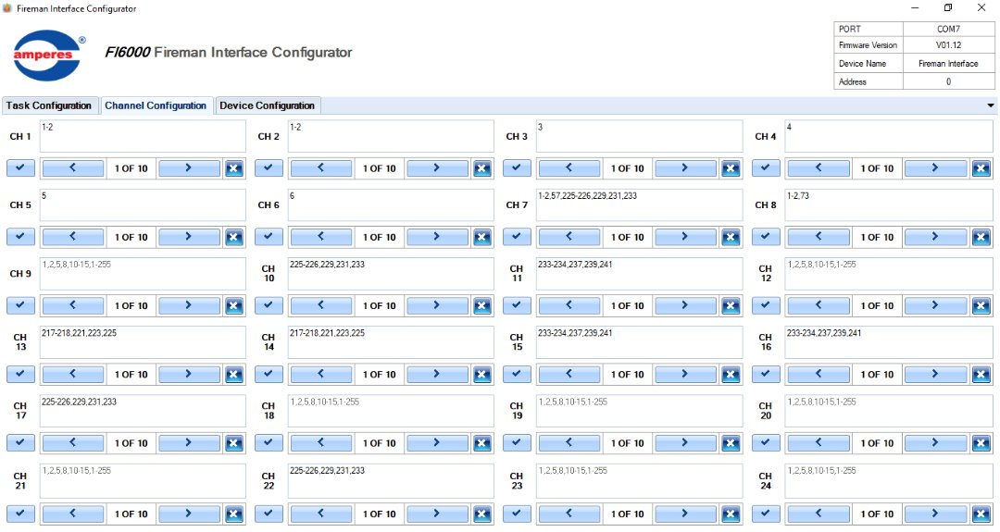 Fireman Interface Configurator
amperes ®
FI6000 Fireman Interface Configurator
PORT COM7
Firmware Version V01.12
Device Name Fireman Interface
Address 0
Task Configuration Channel Configuration Device Configuration
CH 1 1-2 CH 2 1-2 CH 3 3 CH 4 4
1 OF 10 1 OF 10 1 OF 10 1 OF 10
CH 5 5 CH 6 6 CH 7 1-2,57,225-226,229,231,233 CH 8 1-2,73
1 OF 10 1 OF 10 1 OF 10 1 OF 10
CH 9 1,2,5,8,10-15,1-255 CH 10 225-226,229,231,233 CH 11 233-234,237,239,241 CH 12 1,2,5,8,10-15,1-255
1 OF 10 1 OF 10 1 OF 10 1 OF 10
CH 13 217-218,221,223,225 CH 14 217-218,221,223,225 CH 15 233-234,237,239,241 CH 16 233-234,237,239,241
1 OF 10 1 OF 10 1 OF 10 1 OF 10
CH 17 225-226,229,231,233 CH 18 1,2,5,8,10-15,1-255 CH 19 1,2,5,8,10-15,1-255 CH 20 1,2,5,8,10-15,1-255
1 OF 10 1 OF 10 1 OF 10 1 OF 10
CH 21 1,2,5,8,10-15,1-255 CH 22 225-226,229,231,233 CH 23 1,2,5,8,10-15,1-255 CH 24 1,2,5,8,10-15,1-255
1 OF 10 1 OF 10 1 OF 10 1 OF 10